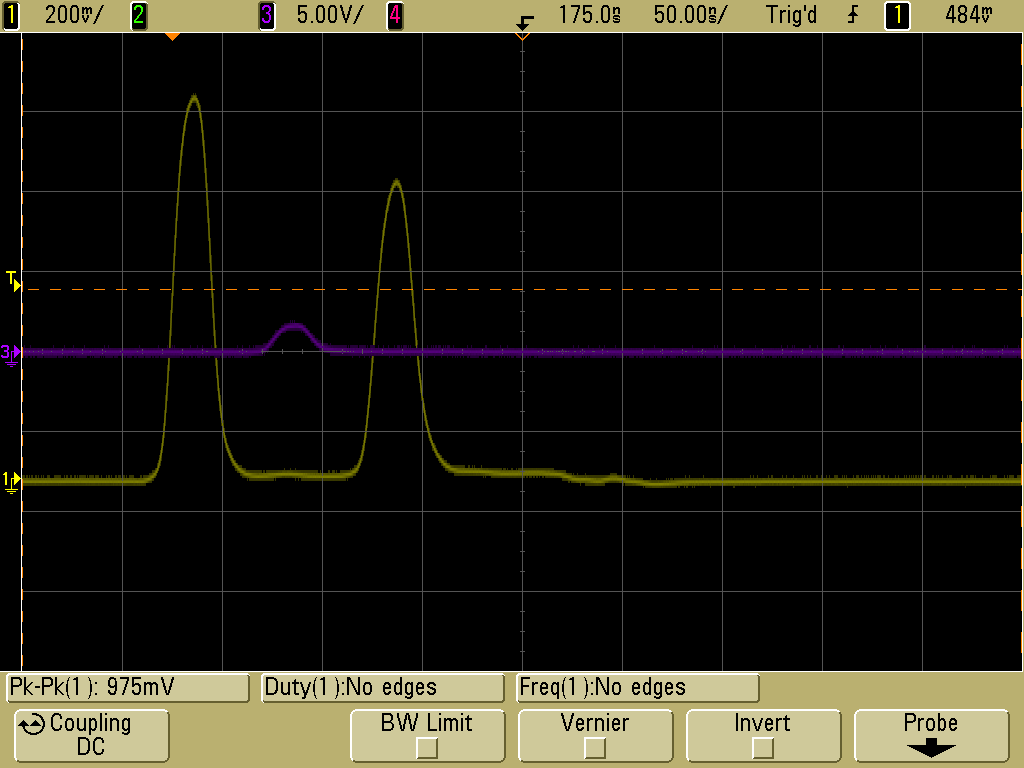 1 200mV/ 2 3 5.00V/ 4 175.0ns 50.00ns/ Trig'd 1 484mV
T
3
1
Pk-Pk(1): 975mV Duty(1):No edges Freq(1):No edges
Coupling BW Limit Vernier Invert Probe
DC